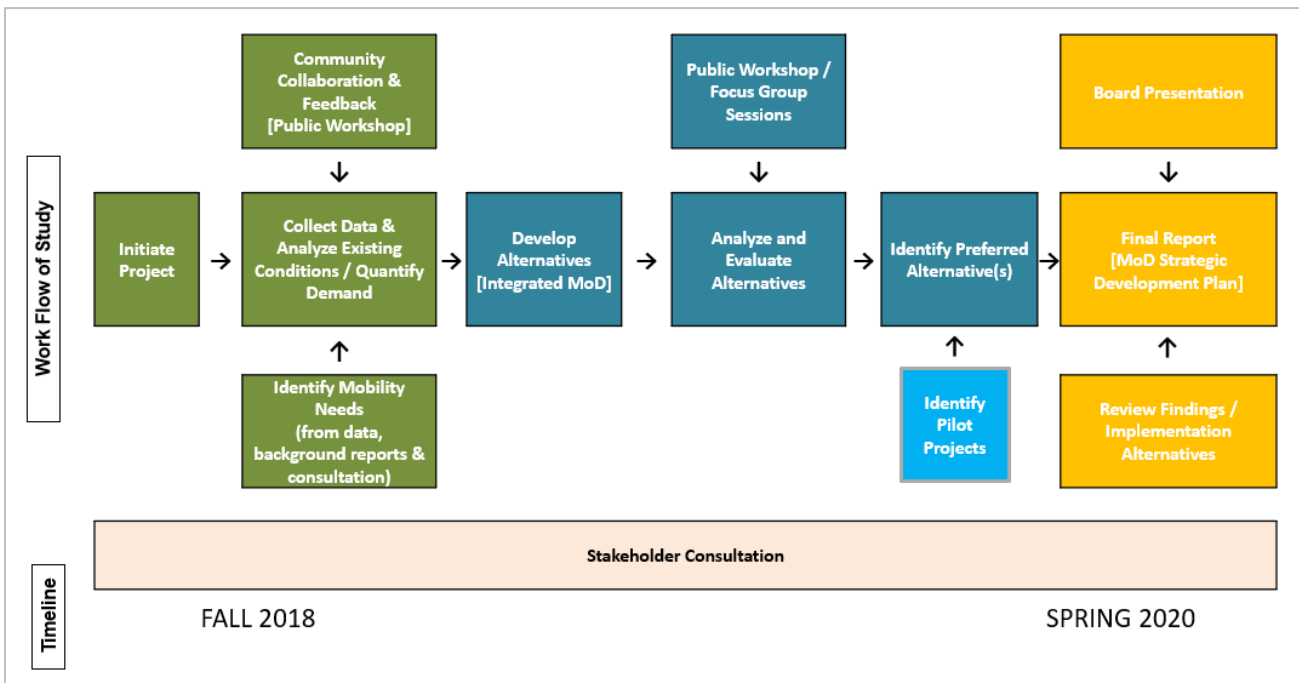 Work Flow of Study
Community
Collaboration &
Feedback
[Public Workshop]
Public Workshop /
Focus Group
Sessions
Board Presentation
Initiate
Project
Collect Data &
Analyze Existing
Conditions / Quantify
Demand
Develop
Alternatives
[Integrated MoD]
Analyze and
Evaluate
Alternatives
Identify Preferred
Alternative(s)
Final Report
[MoD Strategic
Development Plan]
Identify Mobility
Needs
(from data,
background reports &
consultation)
Identify
Pilot
Projects
Review Findings /
Implementation
Alternatives
Stakeholder Consultation
Timeline
FALL 2018
SPRING 2020